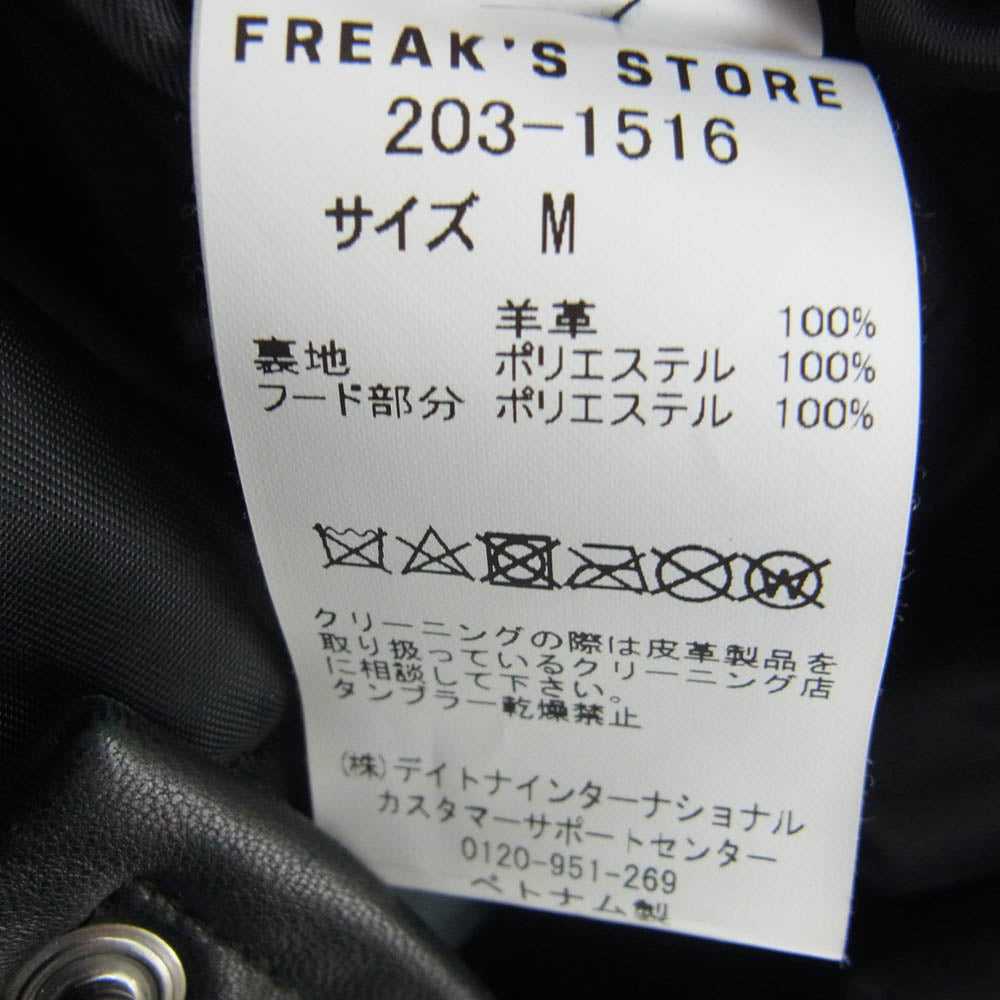 FREAK'S STORE
203-1516
サイズ M
羊革 100%
裏地 ポリエステル 100%
フード部分 ポリエステル 100%
W
クリーニングの際は皮革製品を
取り扱っているクリーニング店
に相談して下さい。
タンブラー乾燥禁止
(株)デイトナインターナショナル
カスタマーサポートセンター
0120-951-269
ベトナム製